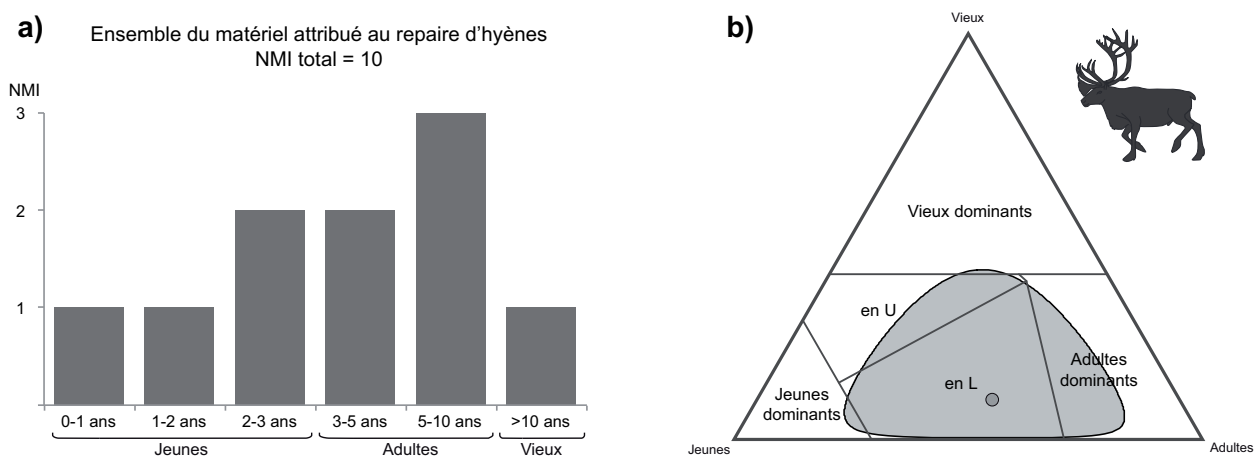 a)
Ensemble du matériel attribué au repaire d’hyènes
NMI total = 10
NMI
3
2
1
0-1 ans
1-2 ans
2-3 ans
3-5 ans
5-10 ans
>10 ans
Jeunes
Adultes
Vieux
b)
Vieux
Vieux dominants
en U
en L
Adultes
dominants
Jeunes
dominants
Jeunes
Adultes